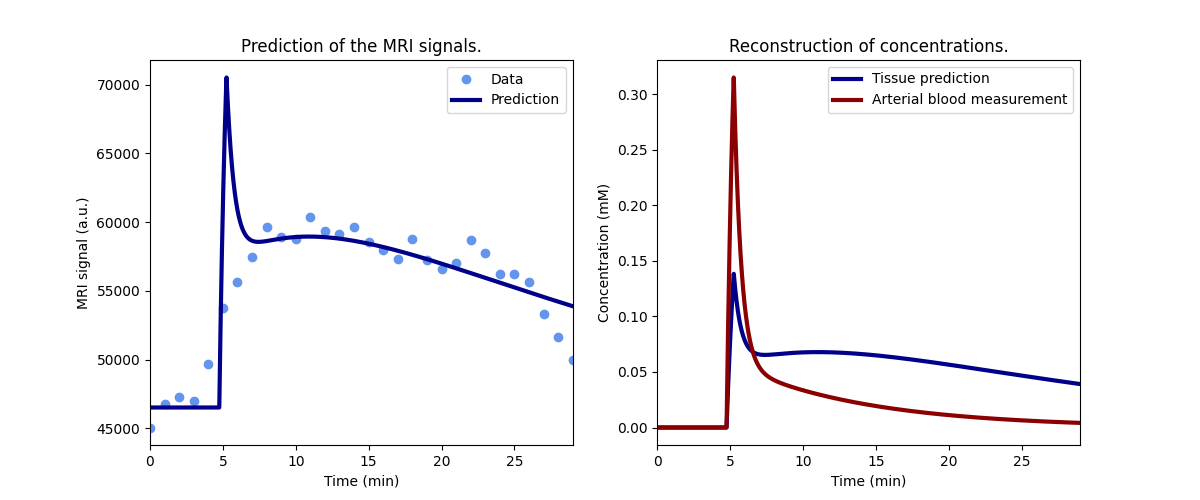 Prediction of the MRI signals.
Data
Prediction
70000
65000
60000
55000
50000
45000
MRI signal (a.u.)
0 5 10 15 20 25
Time (min)
Reconstruction of concentrations.
Tissue prediction
Arterial blood measurement
0.30
0.25
0.20
0.15
0.10
0.05
0.00
Concentration (mM)
0 5 10 15 20 25
Time (min)